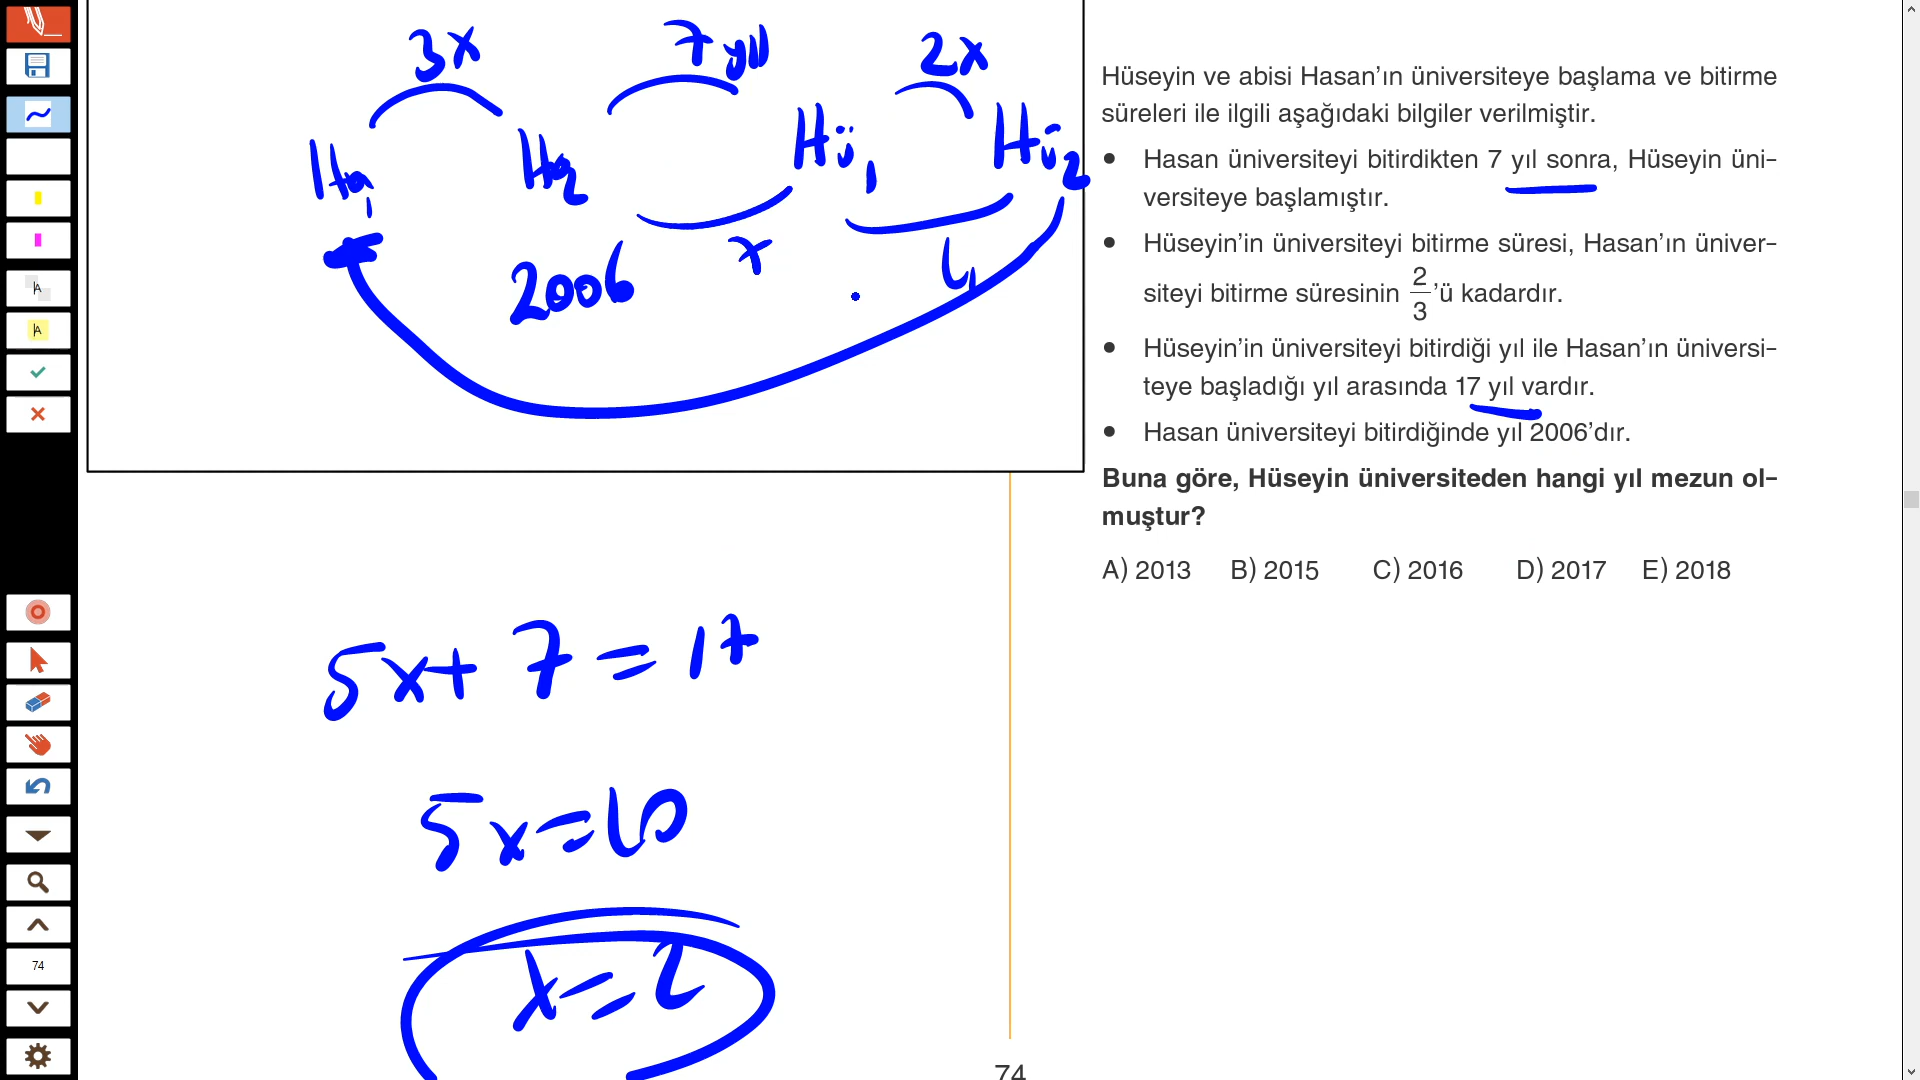 3x 7 yıl 2x
Ha1 Ha2 Hü1 Hü2
2006
5x+7=17
5x=10
x=2
Hüseyin ve abisi Hasan’ın üniversiteye başlama ve bitirme
süreleri ile ilgili aşağıdaki bilgiler verilmiştir.
• Hasan üniversiteyi bitirdikten 7 yıl sonra, Hüseyin üni-
versiteye başlamıştır.
• Hüseyin’in üniversiteyi bitirme süresi, Hasan’ın üniver-
siteyi bitirme süresinin 2/3’ü kadardır.
• Hüseyin’in üniversiteyi bitirdiği yıl ile Hasan’ın üniversi-
teye başladığı yıl arasında 17 yıl vardır.
• Hasan üniversiteyi bitirdiğinde yıl 2006’dır.
Buna göre, Hüseyin üniversiteden hangi yıl mezun ol-
muştur?
A) 2013 B) 2015 C) 2016 D) 2017 E) 2018
74
74